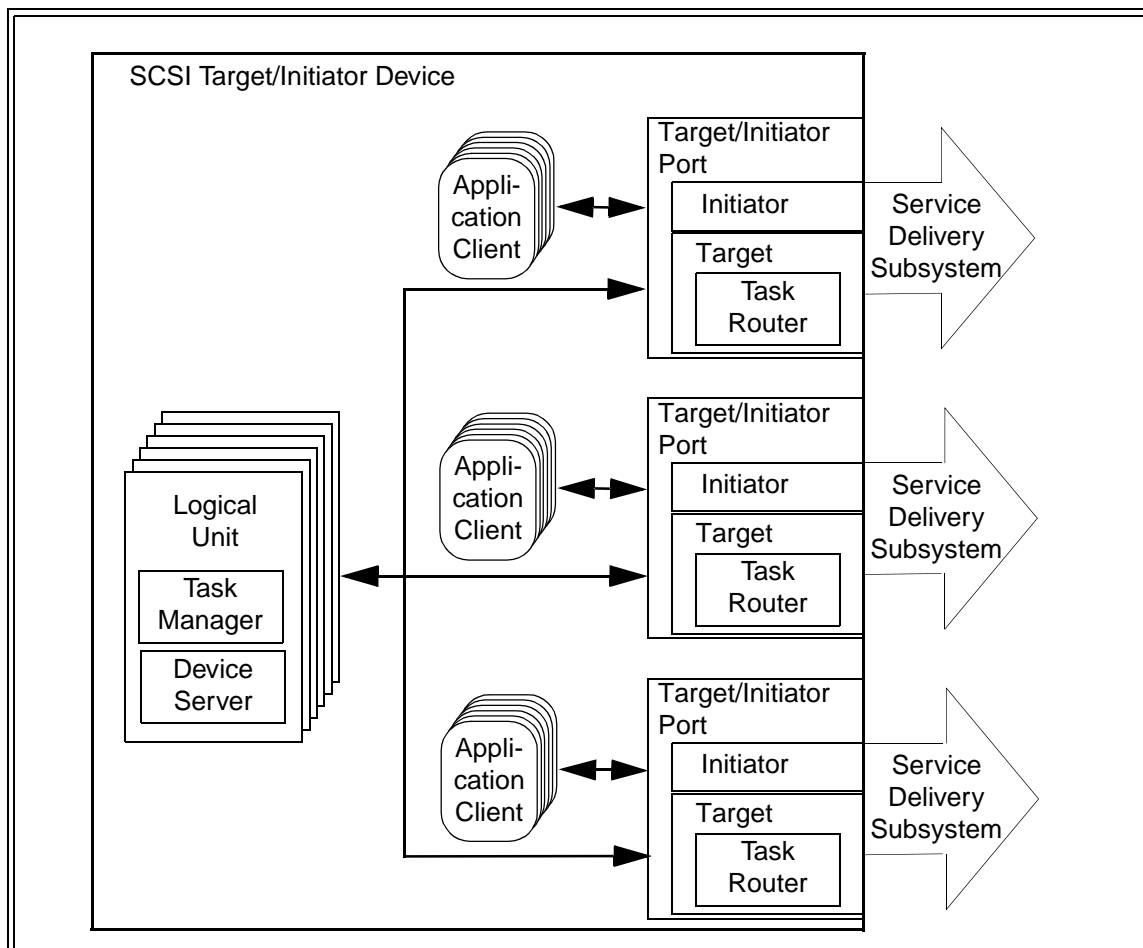 SCSI Target/Initiator Device
Target/Initiator
Port
Appli-
cation
Client
Initiator
Target
Task
Router
Service
Delivery
Subsystem
Target/Initiator
Port
Appli-
cation
Client
Initiator
Target
Task
Router
Service
Delivery
Subsystem
Logical
Unit
Task
Manager
Device
Server
Target/Initiator
Port
Appli-
cation
Client
Initiator
Target
Task
Router
Service
Delivery
Subsystem